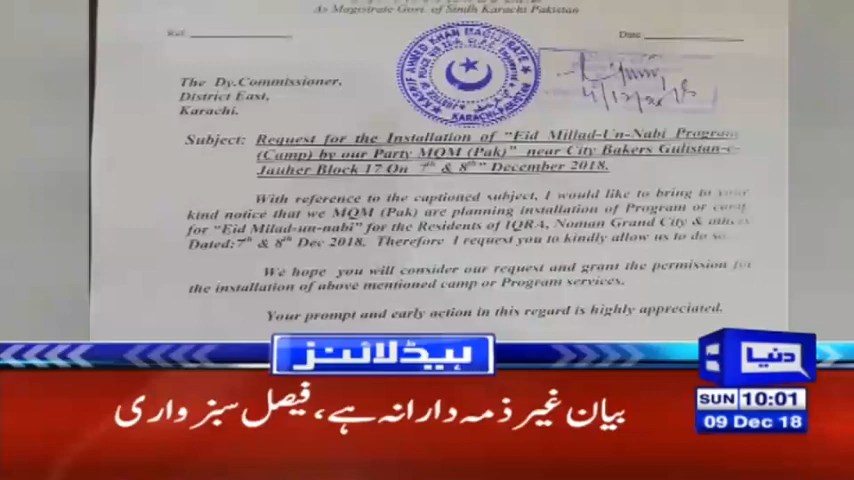 As Magistrate Govt. of Sindh Karachi Pakistan
Ref: Date
KASHIF AHMED KHAN MAGISTRATE
KARACHI-PAKISTAN
The Dy.Commissioner,
District East,
Karachi.
Subject: Request for the Installation of "Eid Millad-Un-Nabi Program
(Camp) by our Party MQM (Pak)" near City Bakers Gulistan-e-
Jauher Block 17 On 7th & 8th" December 2018.
With reference to the captioned subject, I would like to bring to your
kind notice that we MQM (Pak) are planning installation of Program or camp
for "Eid Milad-un-nabi" for the Residents of IQRA, Noman Grand City & others
Dated: 7th & 8th Dec 2018. Therefore I request you to kindly allow us to do so
We hope you will consider our request and grant the permission for
the installation of above mentioned camp or Program services.
Your prompt and early action in this regard is highly appreciated.
ہیڈلائنز
دنیا
بیان غیر ذمہ دارانہ ہے، فیصل سبزواری
SUN 10:01
09 Dec 18